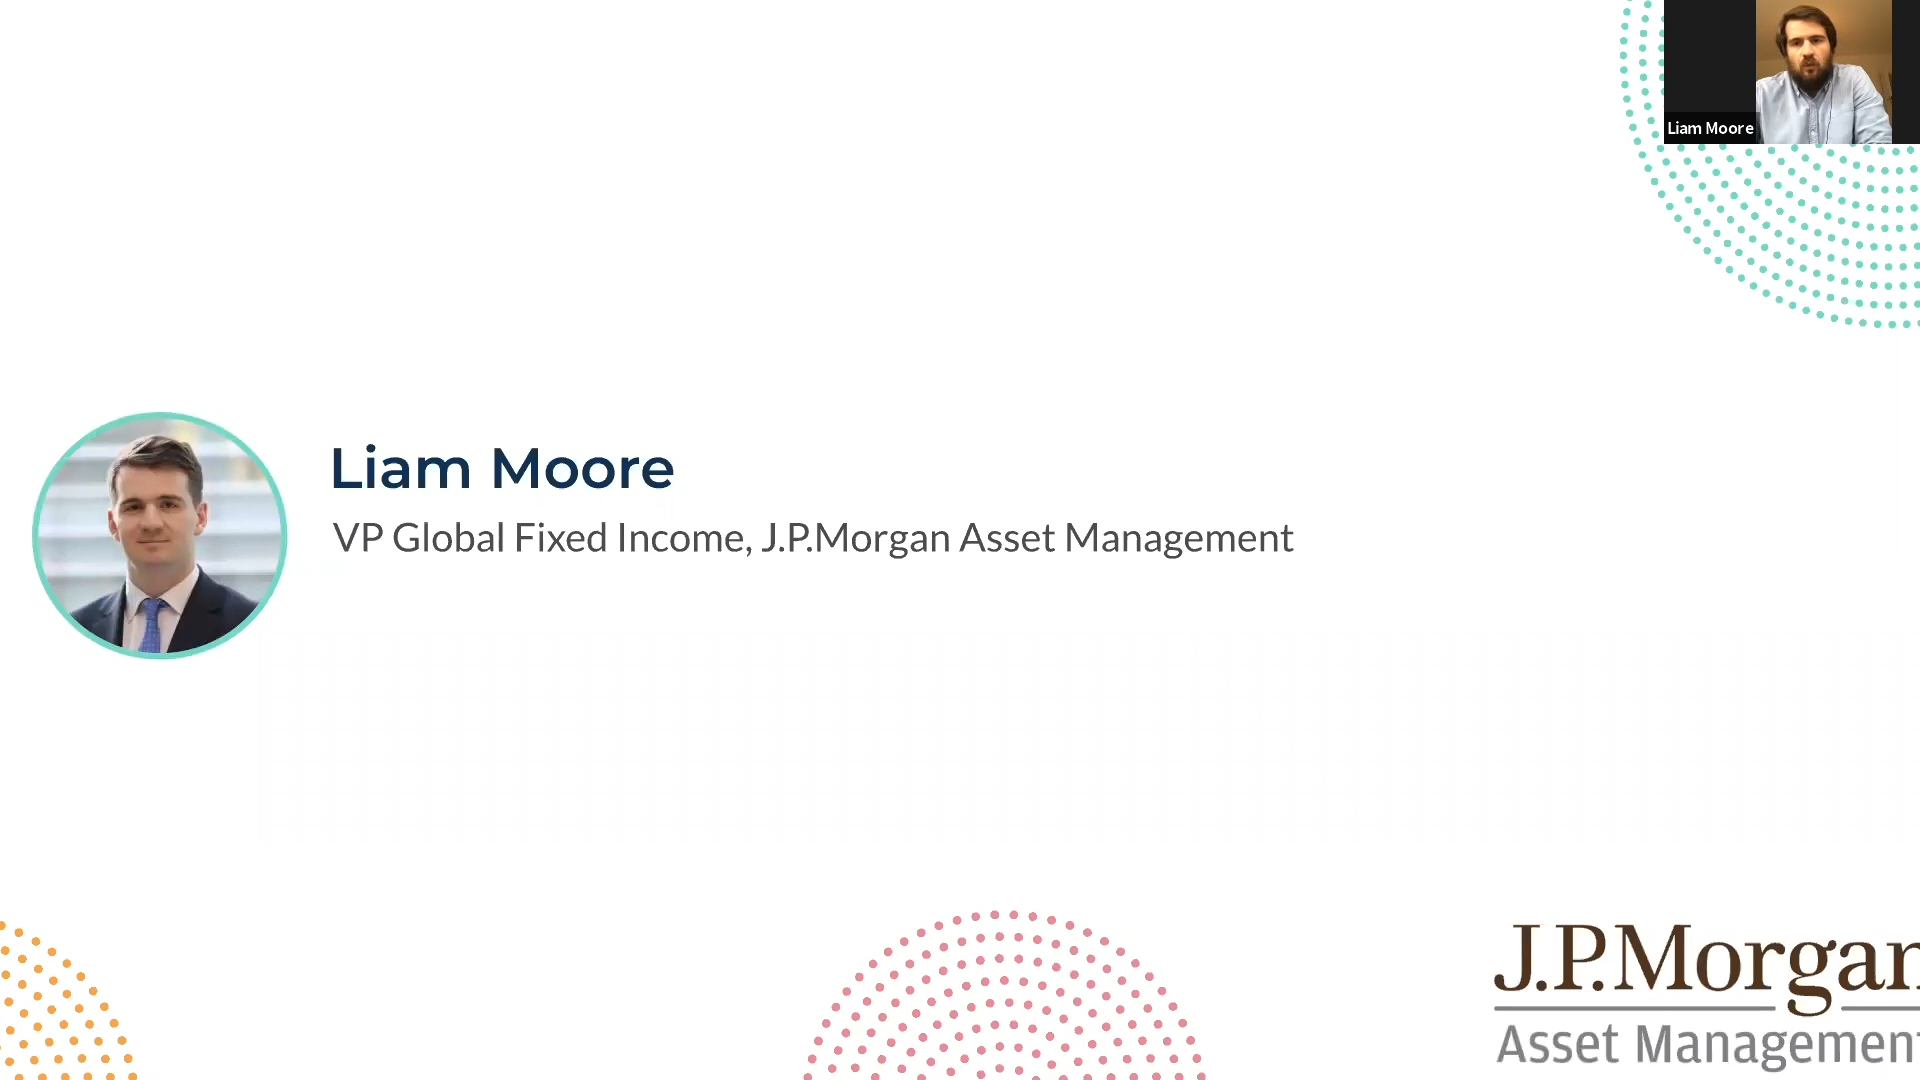 Liam Moore
Liam Moore
VP Global Fixed Income, J.P.Morgan Asset Management
J.P.Morgan
Asset Management